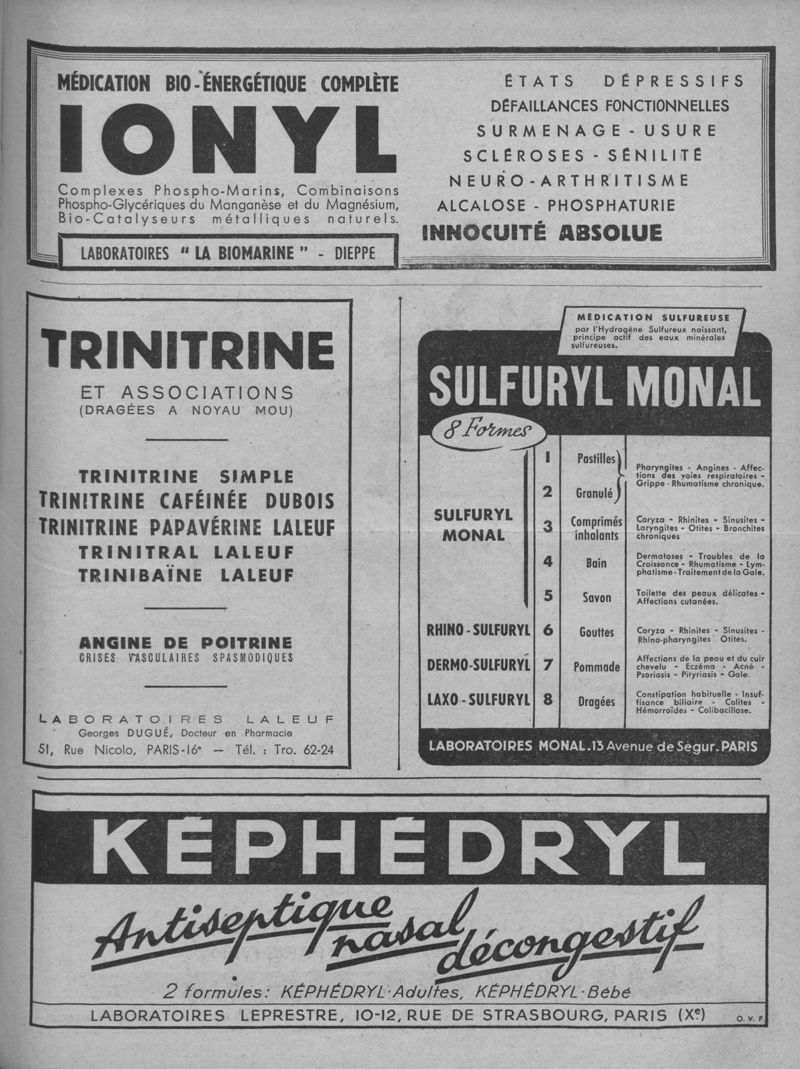 MÉDICATION BIO-ÉNERGÉTIQUE COMPLÈTE
IONYL
Complexes Phospho-Marins, Combinaisons
Phospho-Glycériques du Manganèse et du Magnésium,
Bio-Catalyseurs métalliques naturels.
LABORATOIRES "LA BIOMARINE" - DIEPPE
ÉTATS DÉPRESSIFS
DÉFAILLANCES FONCTIONNELLES
SURMENAGE - USURE
SCLÉROSES - SÉNILITÉ
NEURO-ARTHRITISME
ALCALOSE - PHOSPHATURIE
INNOCUITÉ ABSOLUE
TRINITRINE
ET ASSOCIATIONS
(DRAGÉES A NOYAU MOU)
TRINITRINE SIMPLE
TRINITRINE CAFÉINÉE DUBOIS
TRINITRINE PAPAVÉRINE LALEUF
TRINITRAL LALEUF
TRINIBAÏNE LALEUF
ANGINE DE POITRINE
CRISES VASCULAIRES SPASMODIQUES
LABORATOIRES LALEUF
Georges DUGUÉ, Docteur en Pharmacie
51, Rue Nicolo, PARIS-16e — Tél. : Tro. 62-24
MÉDICATION SULFUREUSE
par l'Hydrogène Sulfureux naissant,
principe actif des eaux minérales
sulfureuses.
SULFURYL MONAL
8 Formes
SULFURYL
MONAL
1 Pastilles
2 Granulé
Pharyngites - Angines - Affec-
tions des voies respiratoires -
Grippe - Rhumatisme chronique.
3 Comprimés
inhalants
Coryza - Rhinites - Sinusites -
Laryngites - Otites - Bronchites
chroniques
4 Bain
Dermatoses - Troubles de la
Croissance - Rhumatisme - Lym-
phatisme - Traitement de la Gale.
5 Savon
Toilette des peaux délicates -
Affections cutanées.
RHINO-SULFURYL 6 Gouttes
Coryza - Rhinites - Sinusites -
Rhino-pharyngites Otites.
DERMO-SULFURYL 7 Pommade
Affections de la peau et du cuir
chevelu - Eczéma - Acné -
Psoriasis - Pityriasis - Gale.
LAXO-SULFURYL 8 Dragées
Constipation habituelle - Insuf-
fisance biliaire - Colites -
Hémorroïdes - Colibacillose.
LABORATOIRES MONAL. 13 Avenue de Ségur. PARIS
KÉPHÉDRYL
Antiseptique
nasal
décongestif
2 formules: KÉPHÉDRYL-Adultes, KÉPHÉDRYL-Bébé
LABORATOIRES LEPRESTRE, 10-12, RUE DE STRASBOURG, PARIS (Xe)
O. V. P.